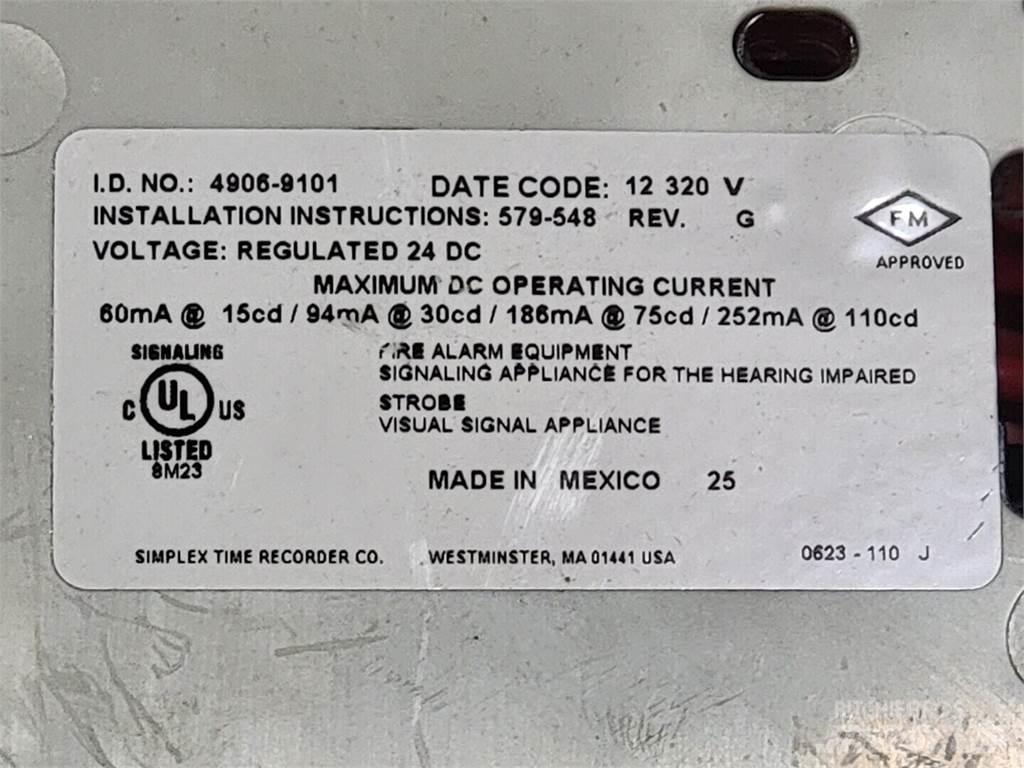 I.D. NO.: 4906-9101 DATE CODE: 12 320 V
INSTALLATION INSTRUCTIONS: 579-548 REV. G
FM
APPROVED
VOLTAGE: REGULATED 24 DC
MAXIMUM DC OPERATING CURRENT
60mA @ 15cd / 94mA @ 30cd / 186mA @ 75cd / 252mA @ 110cd
SIGNALING
C UL US
LISTED
8M23
FIRE ALARM EQUIPMENT
SIGNALING APPLIANCE FOR THE HEARING IMPAIRED
STROBE
VISUAL SIGNAL APPLIANCE
MADE IN MEXICO 25
SIMPLEX TIME RECORDER CO. WESTMINSTER, MA 01441 USA 0623 - 110 J